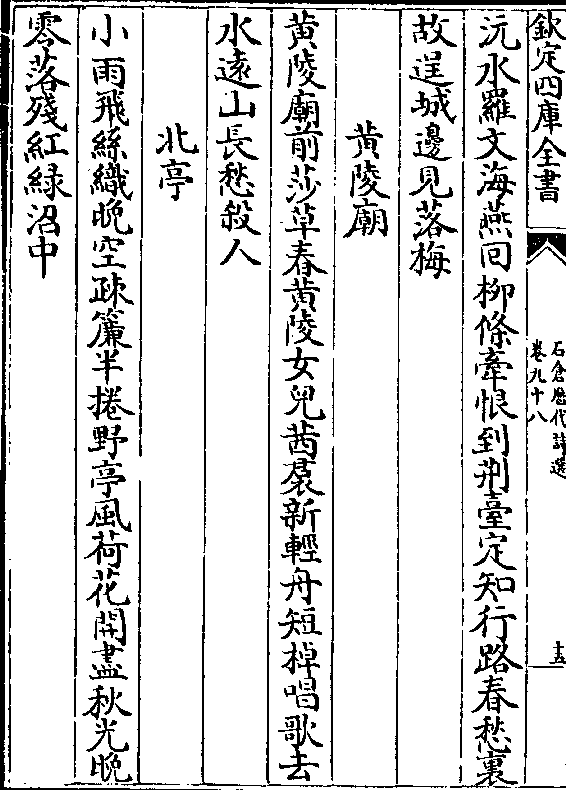 欽定四庫全書
石倉歴代詩選
卷九十八
十五
沅水羅文海燕回柳條牽恨到荆臺定知行路春愁裏
故逞城邊見落梅
黄陵廟
黄陵廟前莎草春黄陵女兒茜裠新輕舟短棹唱歌去
水遠山長愁殺人
北亭
小雨飛絲織晚空疎簾半捲野亭風荷花開盡秋光晚
零落殘紅緑沼中